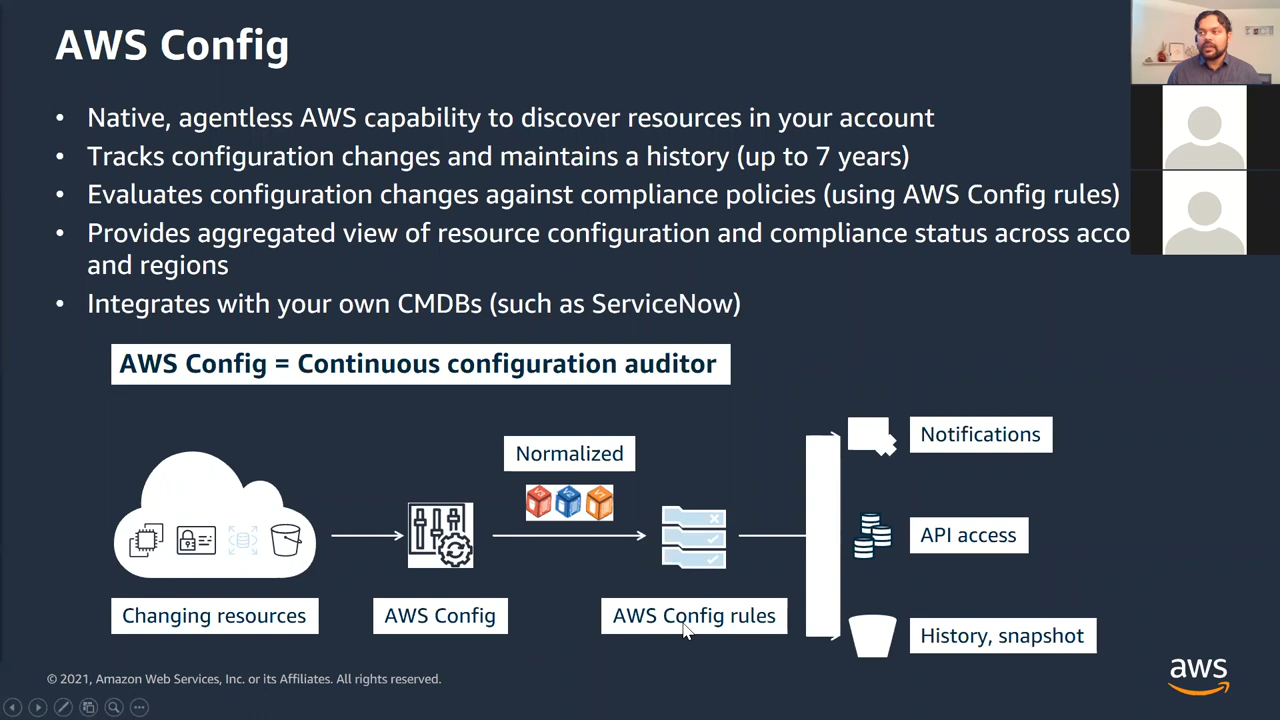 AWS Config
• Native, agentless AWS capability to discover resources in your account
• Tracks configuration changes and maintains a history (up to 7 years)
• Evaluates configuration changes against compliance policies (using AWS Config rules)
• Provides aggregated view of resource configuration and compliance status across acco
and regions
• Integrates with your own CMDBs (such as ServiceNow)
AWS Config = Continuous configuration auditor
Notifications
Normalized
API access
Changing resources
AWS Config
AWS Config rules
History, snapshot
© 2021, Amazon Web Services, Inc. or its Affiliates. All rights reserved.
aws